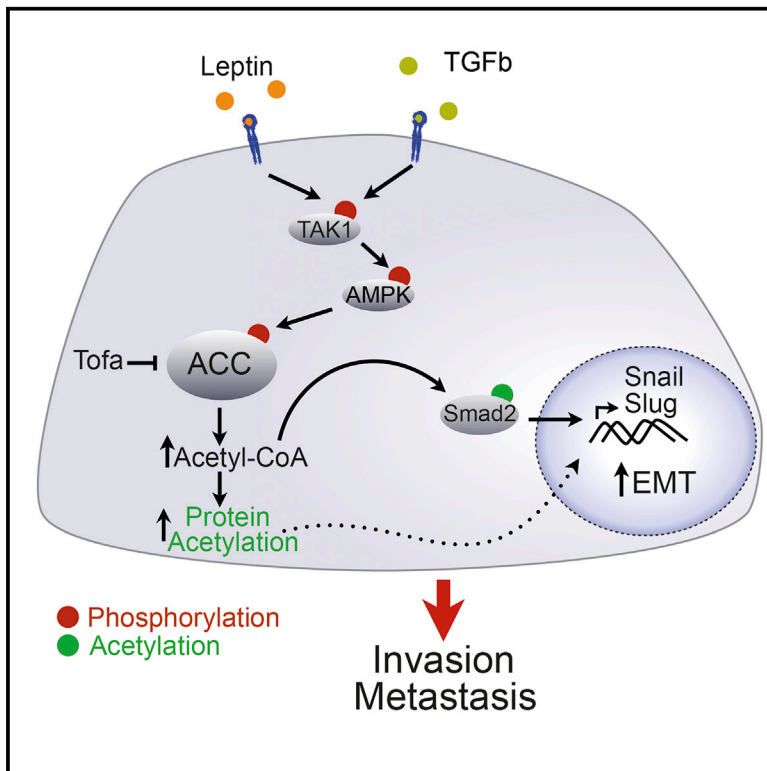 Leptin
TGFb
TAK1
AMPK
Tofa
ACC
Smad2
Snail
Slug
↑EMT
↑Acetyl-CoA
↑Protein
Acetylation
Phosphorylation
Acetylation
Invasion
Metastasis